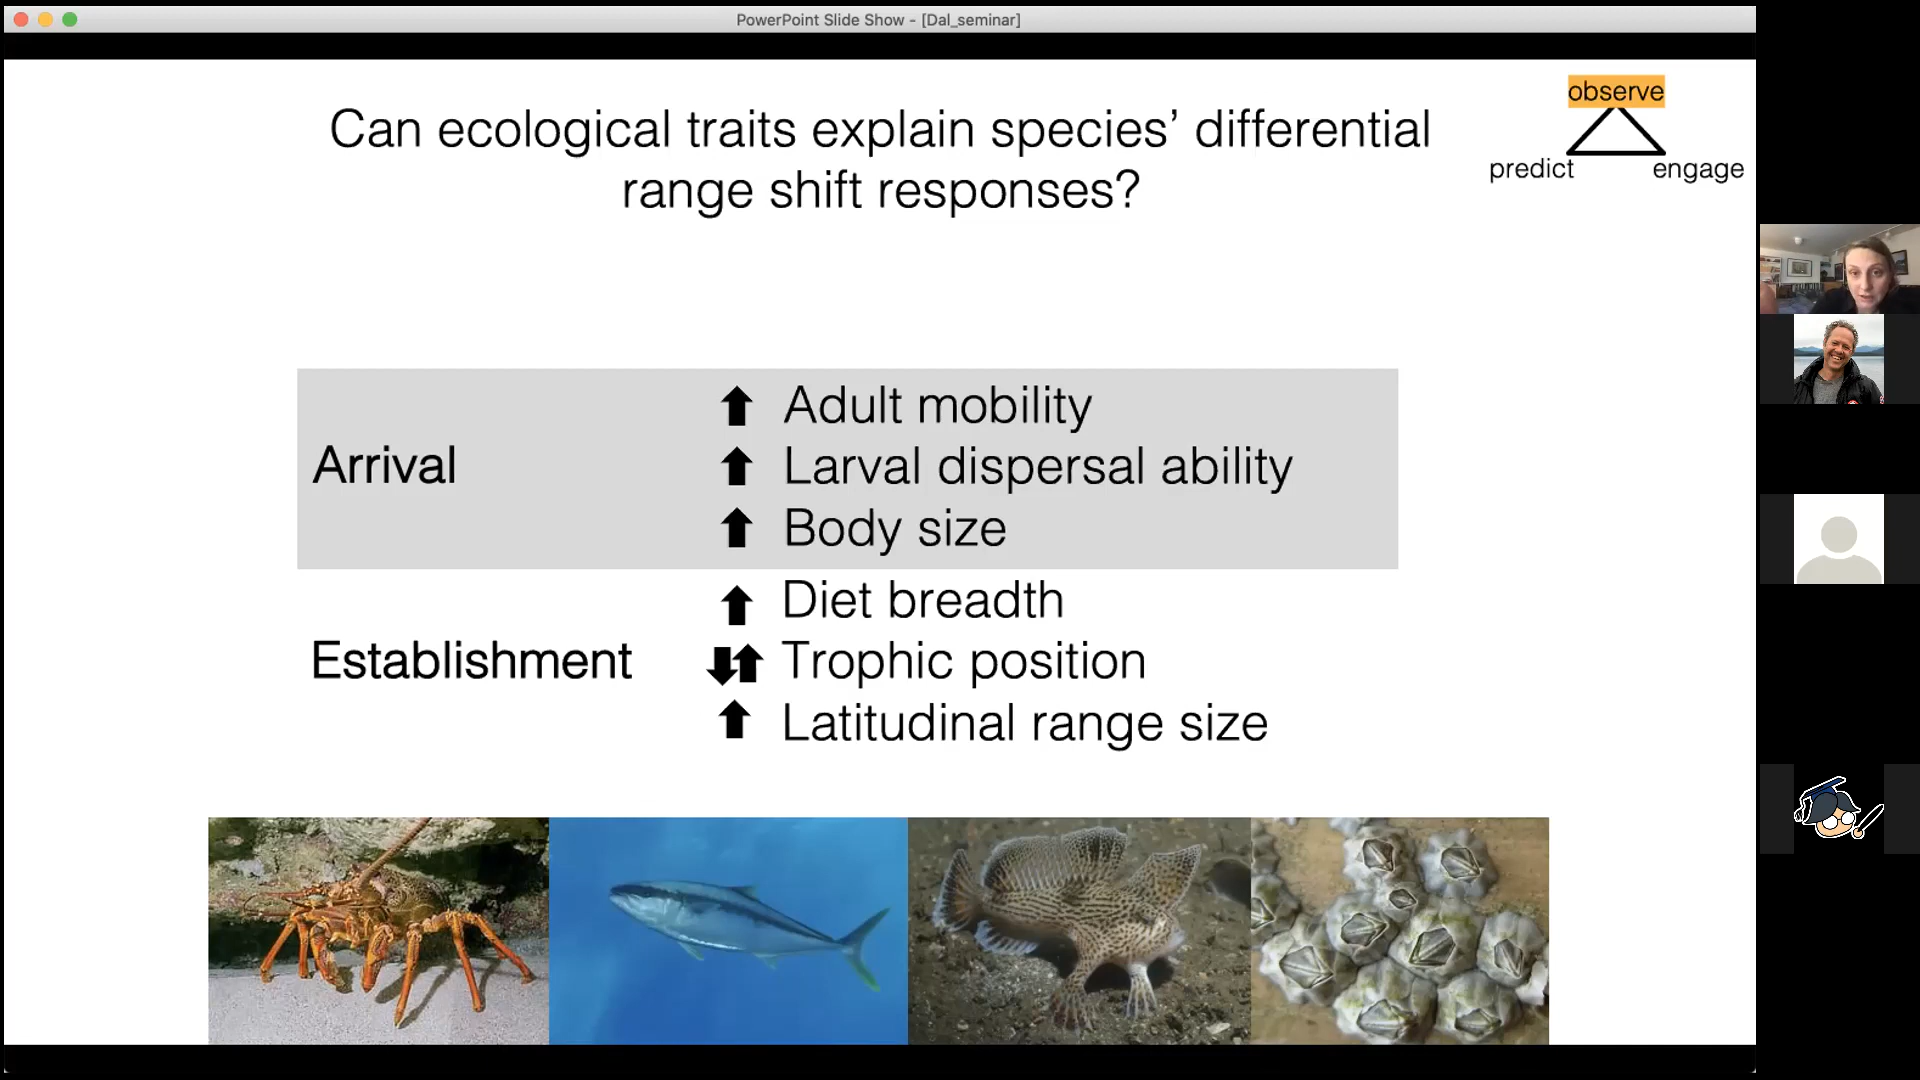 PowerPoint Slide Show - [Dal_seminar]
observe
predict
engage
Can ecological traits explain species’ differential
range shift responses?
Arrival
Adult mobility
Larval dispersal ability
Body size
Establishment
Diet breadth
Trophic position
Latitudinal range size